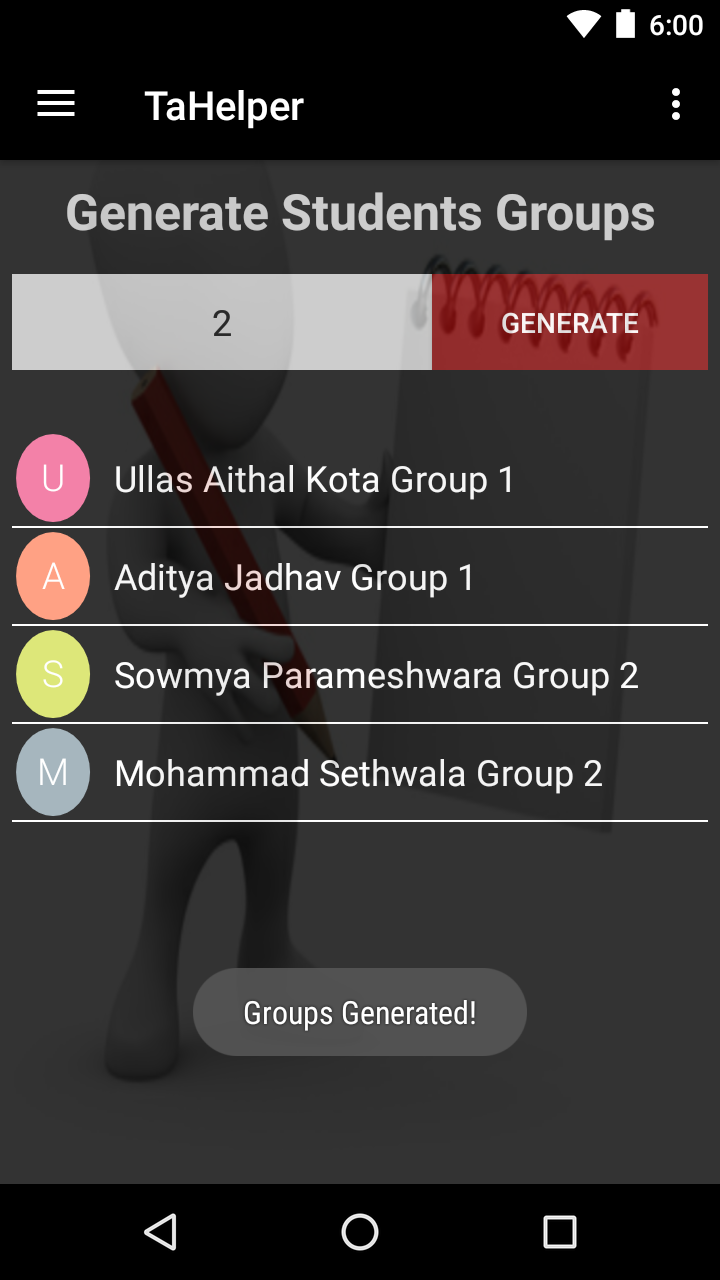 6:00
TaHelper
Generate Students Groups
2
GENERATE
U
Ullas Aithal Kota Group 1
A
Aditya Jadhav Group 1
S
Sowmya Parameshwara Group 2
M
Mohammad Sethwala Group 2
Groups Generated!